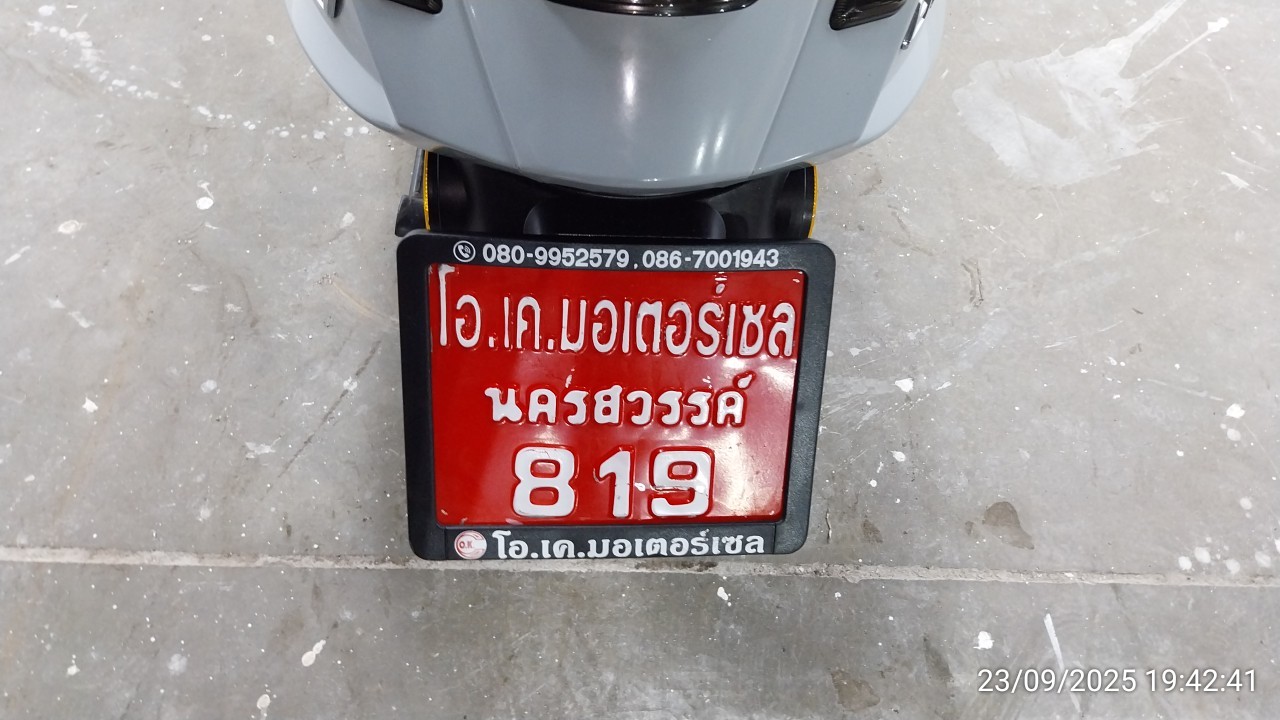 080-9952579, 086-7001943
โอ.เค.มอเตอร์เซล
นครสวรรค์
819
O.K โอ.เค.มอเตอร์เซล
23/09/2025 19:42:41